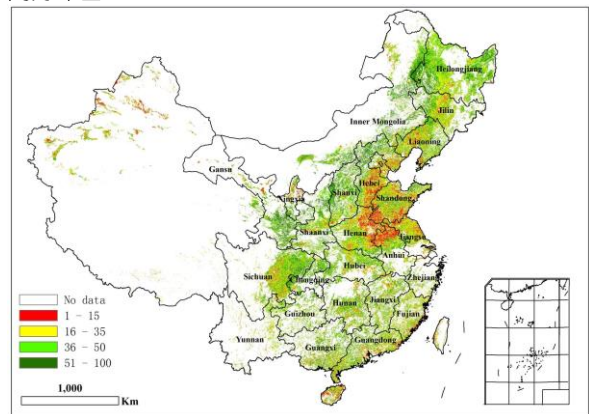 Heilongjiang
Jilin
Inner Mongolia
Liaoning
Gansu
Hebei
Ningxia
Shanxi
Shandong
Shaanxi
Henan
Jangsu
Anhui
Sichuan
Chongqing
Hubei
Zhejiang
Hunan
Jiangxi
Guizhou
Fujian
Yunnan
Guangxi
Guangdong
No data
1 - 15
16 - 35
36 - 50
51 - 100
1,000
Km